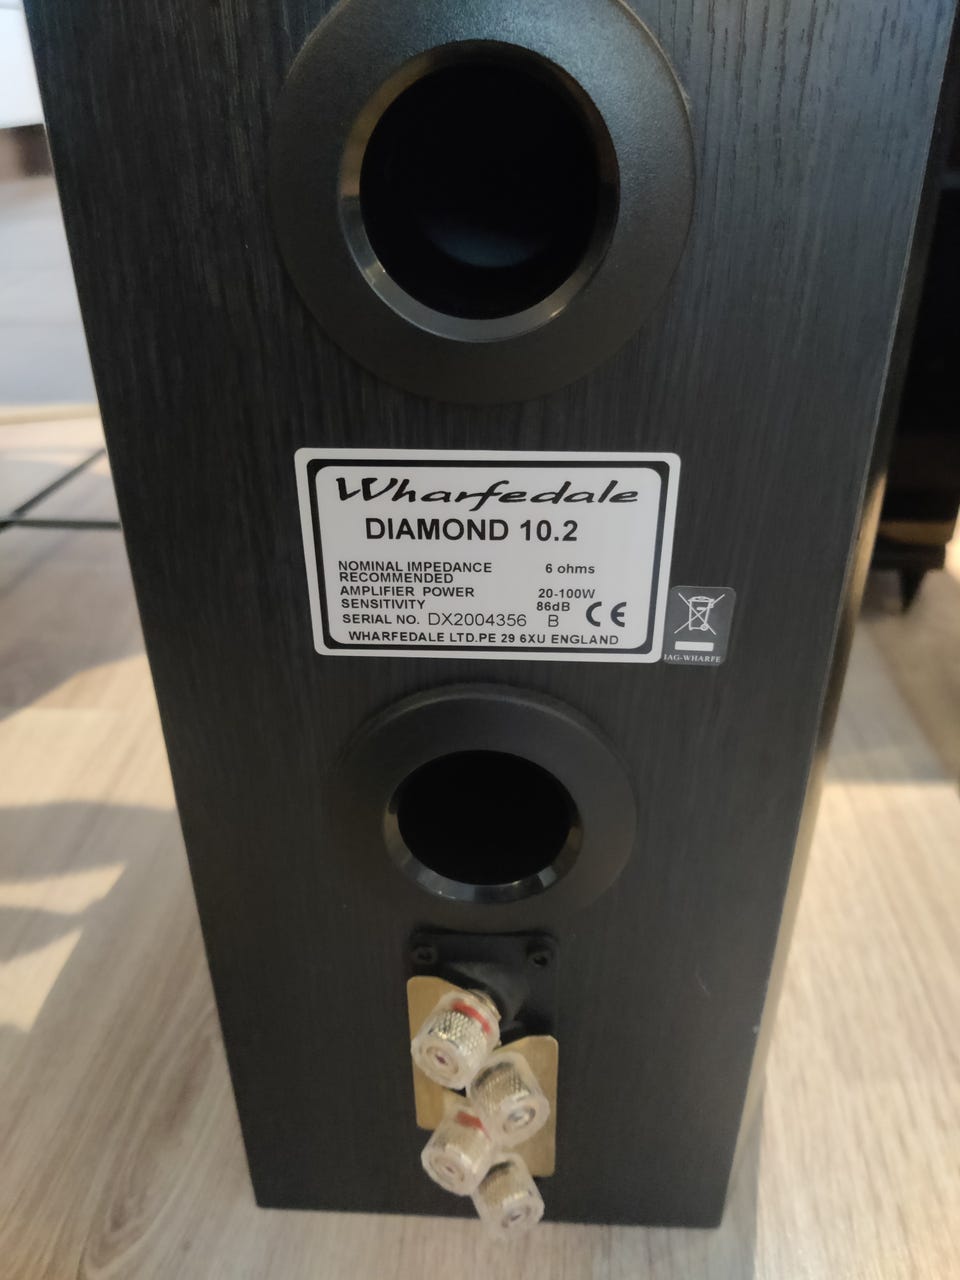 Wharfedale
DIAMOND 10.2
NOMINAL IMPEDANCE 6 ohms
RECOMMENDED
AMPLIFIER POWER 20-100W
SENSITIVITY 86dB CE
SERIAL NO. DX2004356 B
WHARFEDALE LTD.PE 29 6XU ENGLAND
IAG-WHARFE